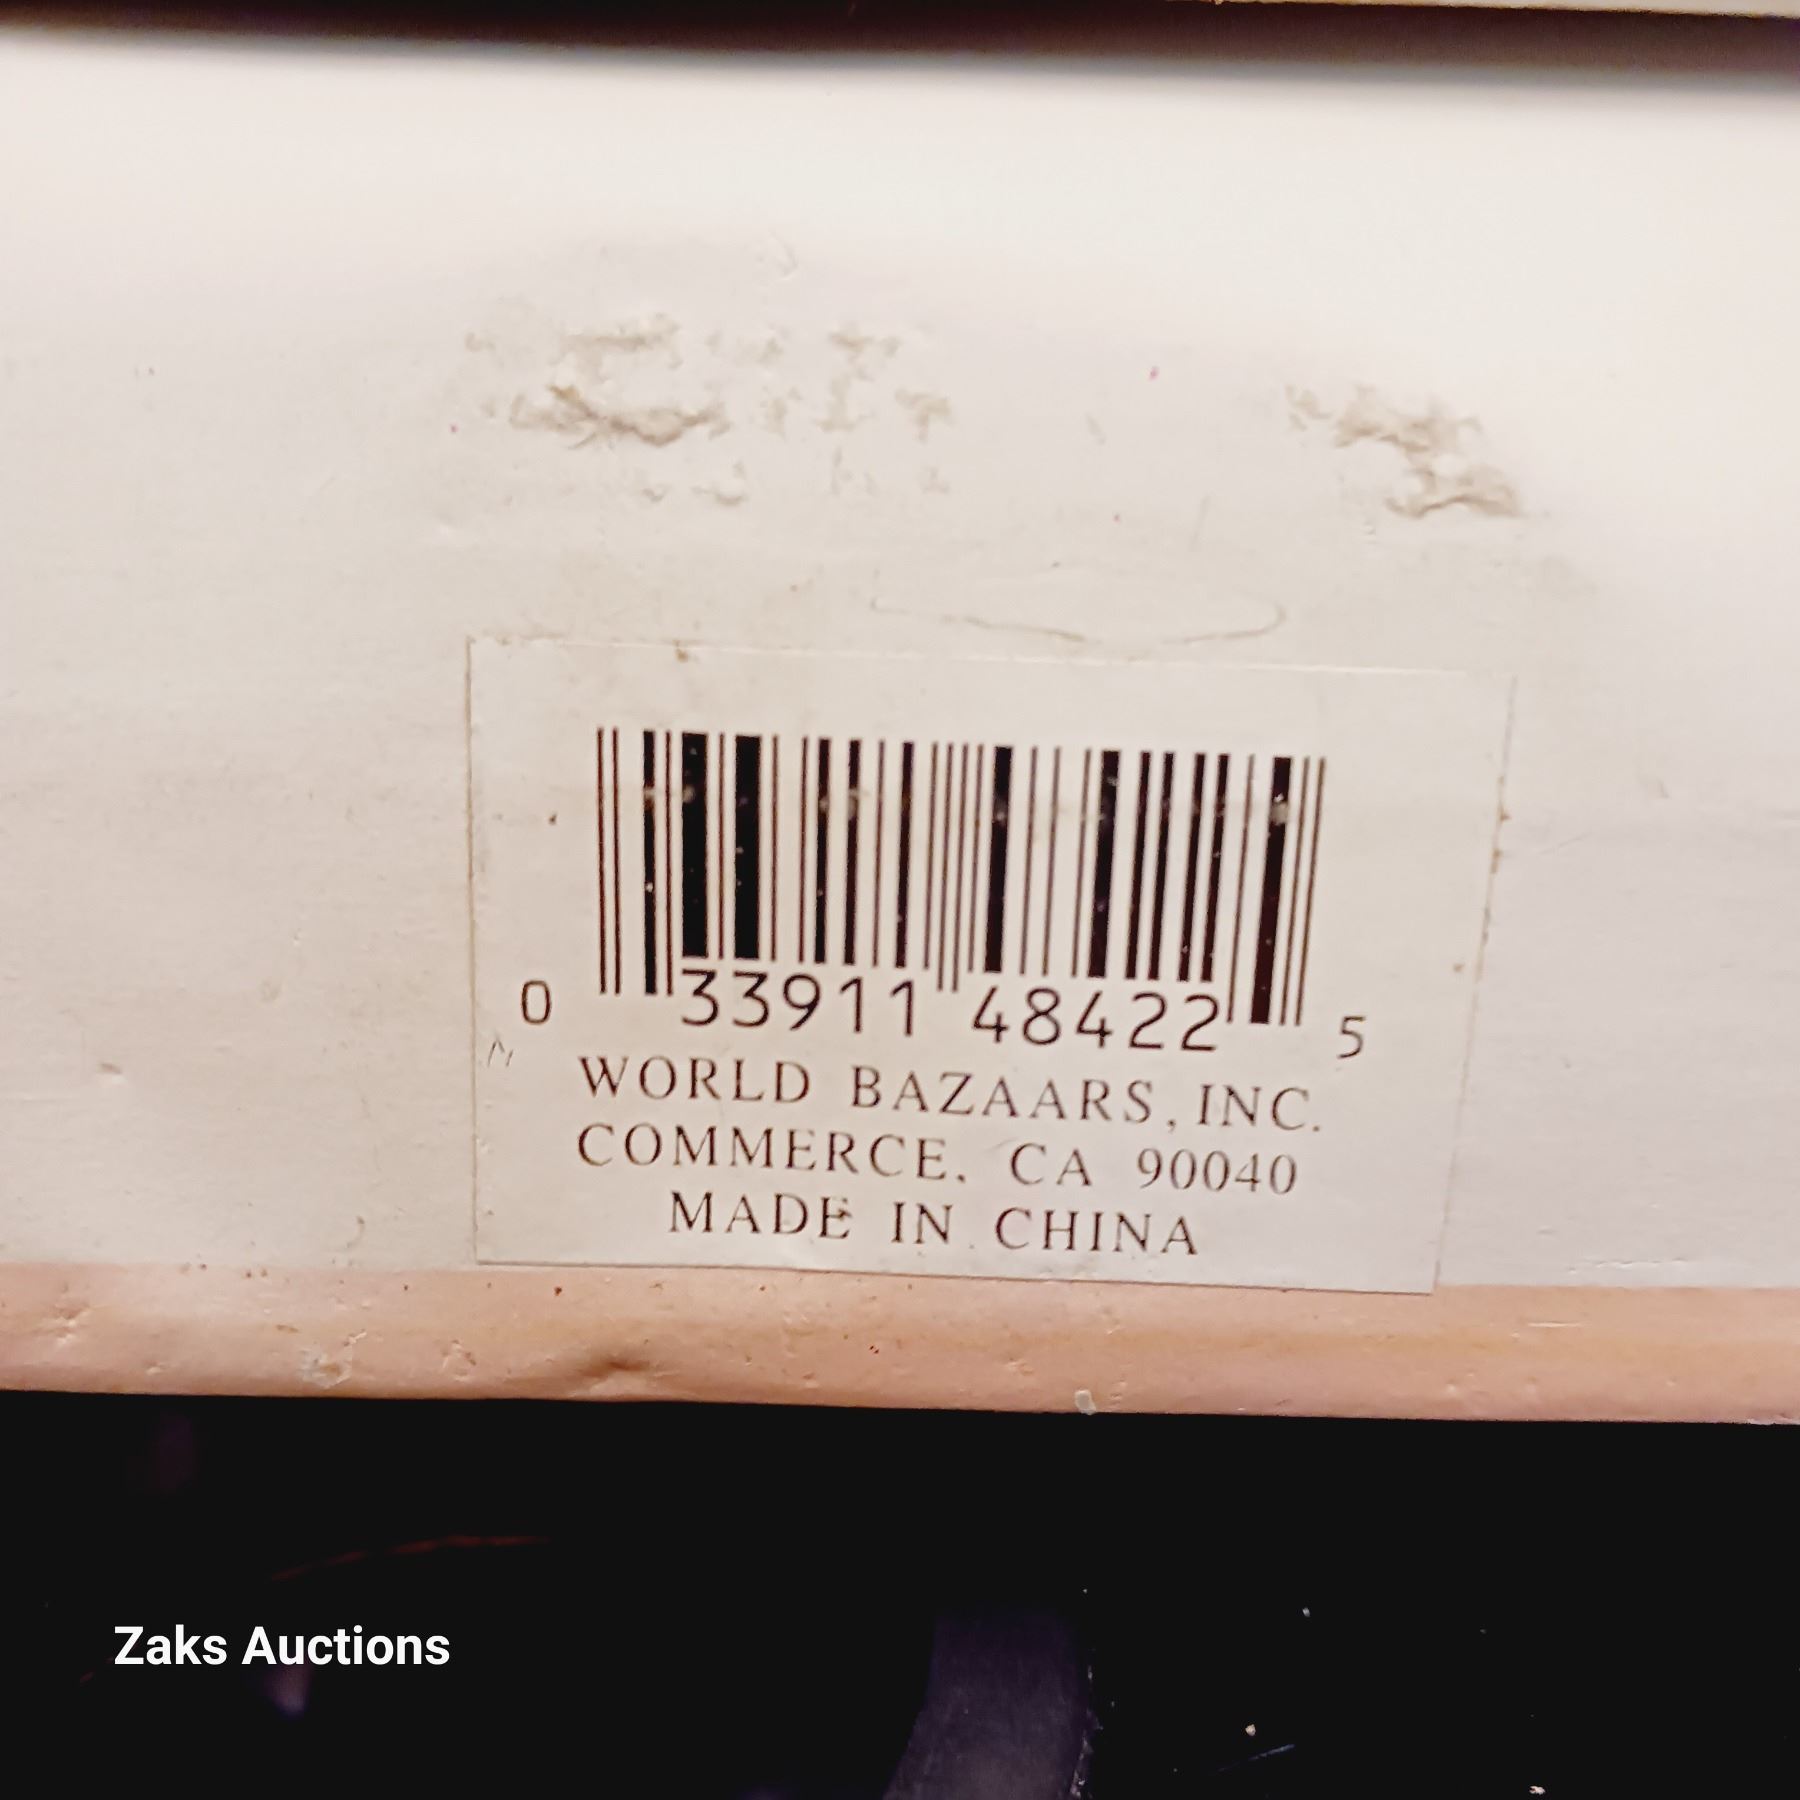 0 33911 48422 5
WORLD BAZAARS, INC.
COMMERCE. CA 90040
MADE IN CHINA
Zaks Auctions